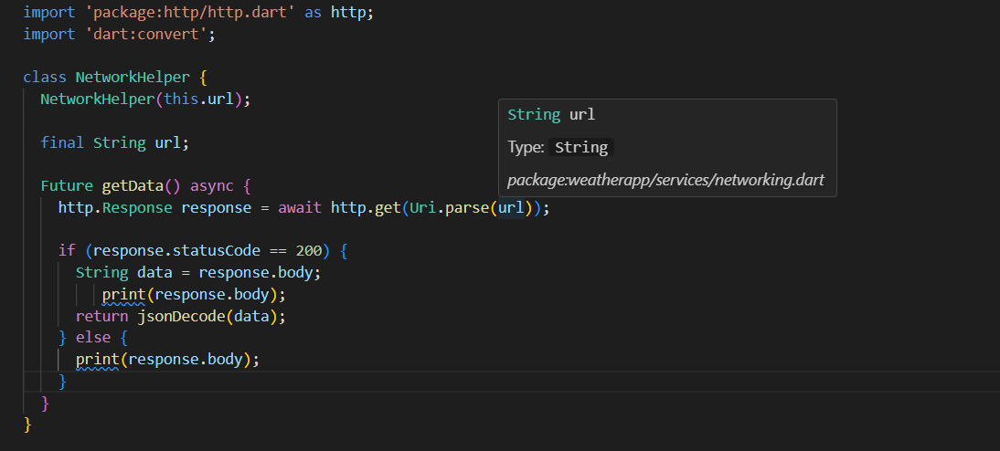 import 'package:http/http.dart' as http;
import 'dart:convert';
class NetworkHelper {
NetworkHelper(this.url);
final String url;
String url
Type: String
package:weatherapp/services/networking.dart
Future getData() async {
http.Response response = await http.get(Uri.parse(url));
if (response.statusCode == 200) {
String data = response.body;
print(response.body);
return jsonDecode(data);
} else {
print(response.body);
}
}
}